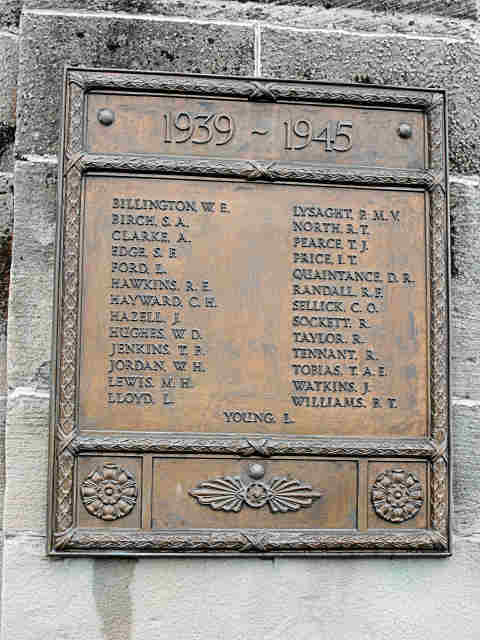 1939 ~ 1945
BILLINGTON, W. E.
BIRCH, S. A.
CLARKE, A.
EDGE, S. F.
FORD, L.
HAWKINS, R. E.
HAYWARD, C. H.
HAZELL, J.
HUGHES, W. D.
JENKINS, T. P.
JORDAN, W. H.
LEWIS, M. H.
LLOYD, L.
LYSAGHT, P. M. V.
NORTH, R. T.
PEARCE, T. J.
PRICE, I. T.
QUAINTANCE, D. R.
RANDALL, R. F.
SELLICK, C. O.
SOCKETT, R.
TAYLOR, R.
TENNANT, R.
TOBIAS, T. A. E.
WATKINS, J.
WILLIAMS, R. T.
YOUNG, L.